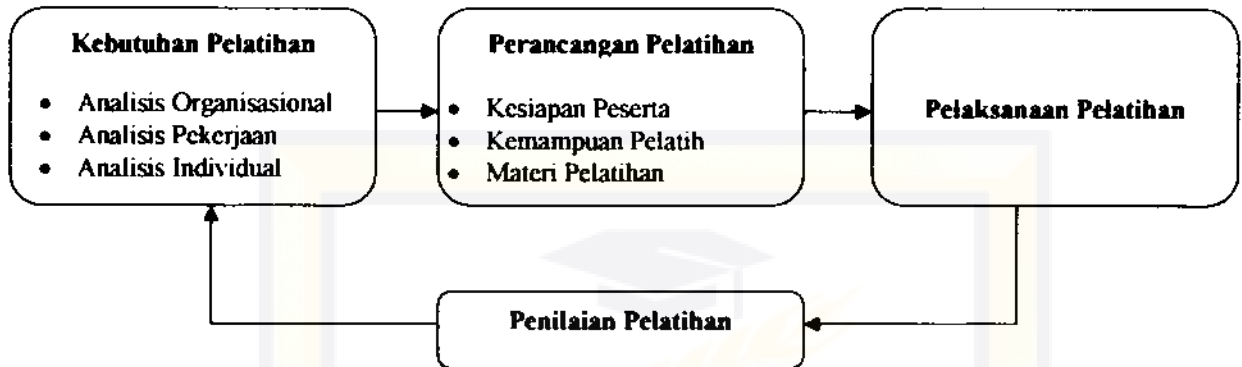 Kebutuhan Pelatihan
• Analisis Organisasional
• Analisis Pekerjaan
• Analisis Individual
Perancangan Pelatihan
• Kesiapan Peserta
• Kemampuan Pelatih
• Materi Pelatihan
Pelaksanaan Pelatihan
Penilaian Pelatihan